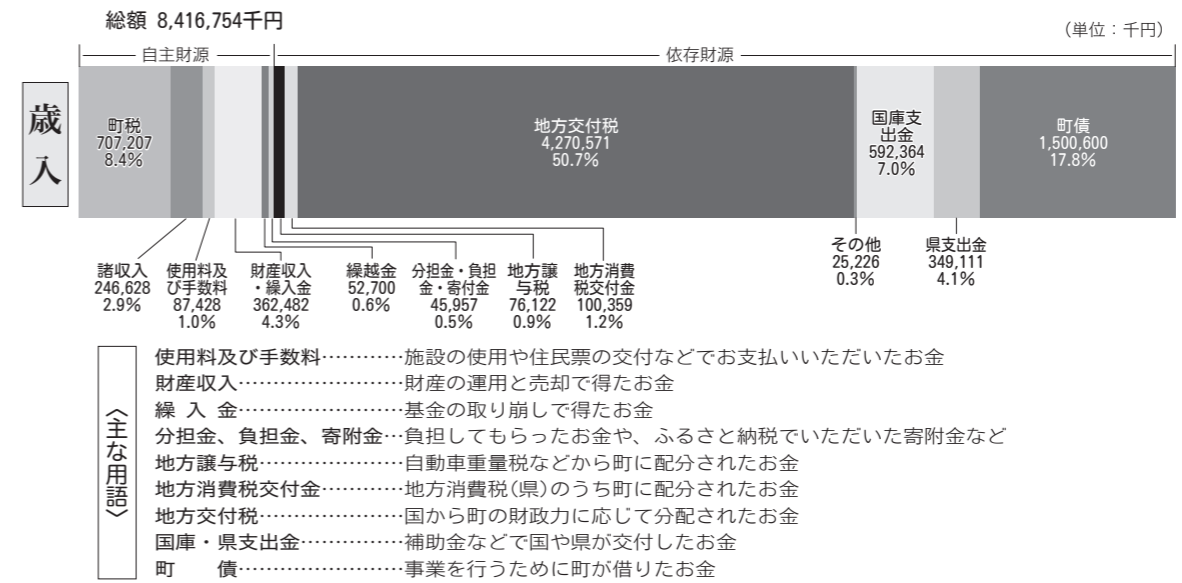 総額 8,416,754千円
（単位：千円）
自主財源
依存財源
歳入
町税
707,207
8.4%
地方交付税
4,270,571
50.7%
国庫支
出金
592,364
7.0%
町債
1,500,600
17.8%
諸収入
246,628
2.9%
使用料及
び手数料
87,428
1.0%
財産収入
・繰入金
362,482
4.3%
繰越金
52,700
0.6%
分担金・負担
金・寄付金
45,957
0.5%
地方譲
与税
76,122
0.9%
地方消費
税交付金
100,359
1.2%
その他
25,226
0.3%
県支出金
349,111
4.1%
〈主な用語〉
使用料及び手数料…………施設の使用や住民票の交付などでお支払いいただいたお金
財産収入……………………財産の運用と売却で得たお金
繰 入 金……………………基金の取り崩しで得たお金
分担金、負担金、寄附金…負担してもらったお金や、ふるさと納税でいただいた寄附金など
地方譲与税…………………自動車重量税などから町に配分されたお金
地方消費税交付金…………地方消費税(県)のうち町に配分されたお金
地方交付税…………………国から町の財政力に応じて分配されたお金
国庫・県支出金……………補助金などで国や県が交付したお金
町　　債……………………事業を行うために町が借りたお金